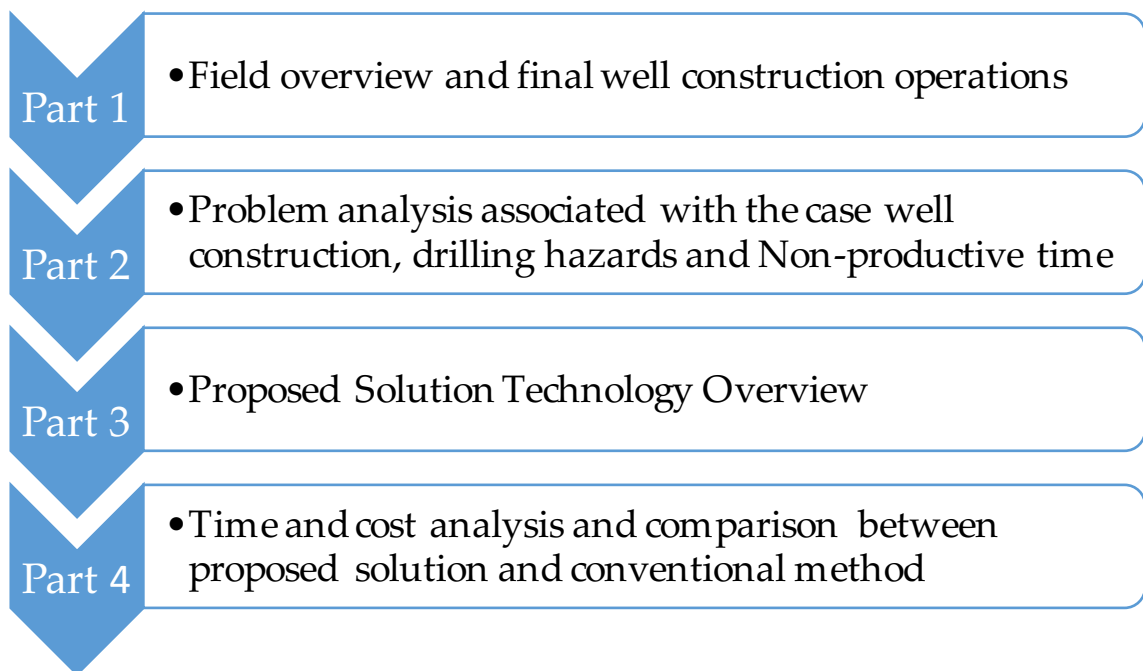 Part 1
•Field overview and final well construction operations
Part 2
•Problem analysis associated with the case well
construction, drilling hazards and Non-productive time
Part 3
•Proposed Solution Technology Overview
Part 4
•Time and cost analysis and comparison between
proposed solution and conventional method